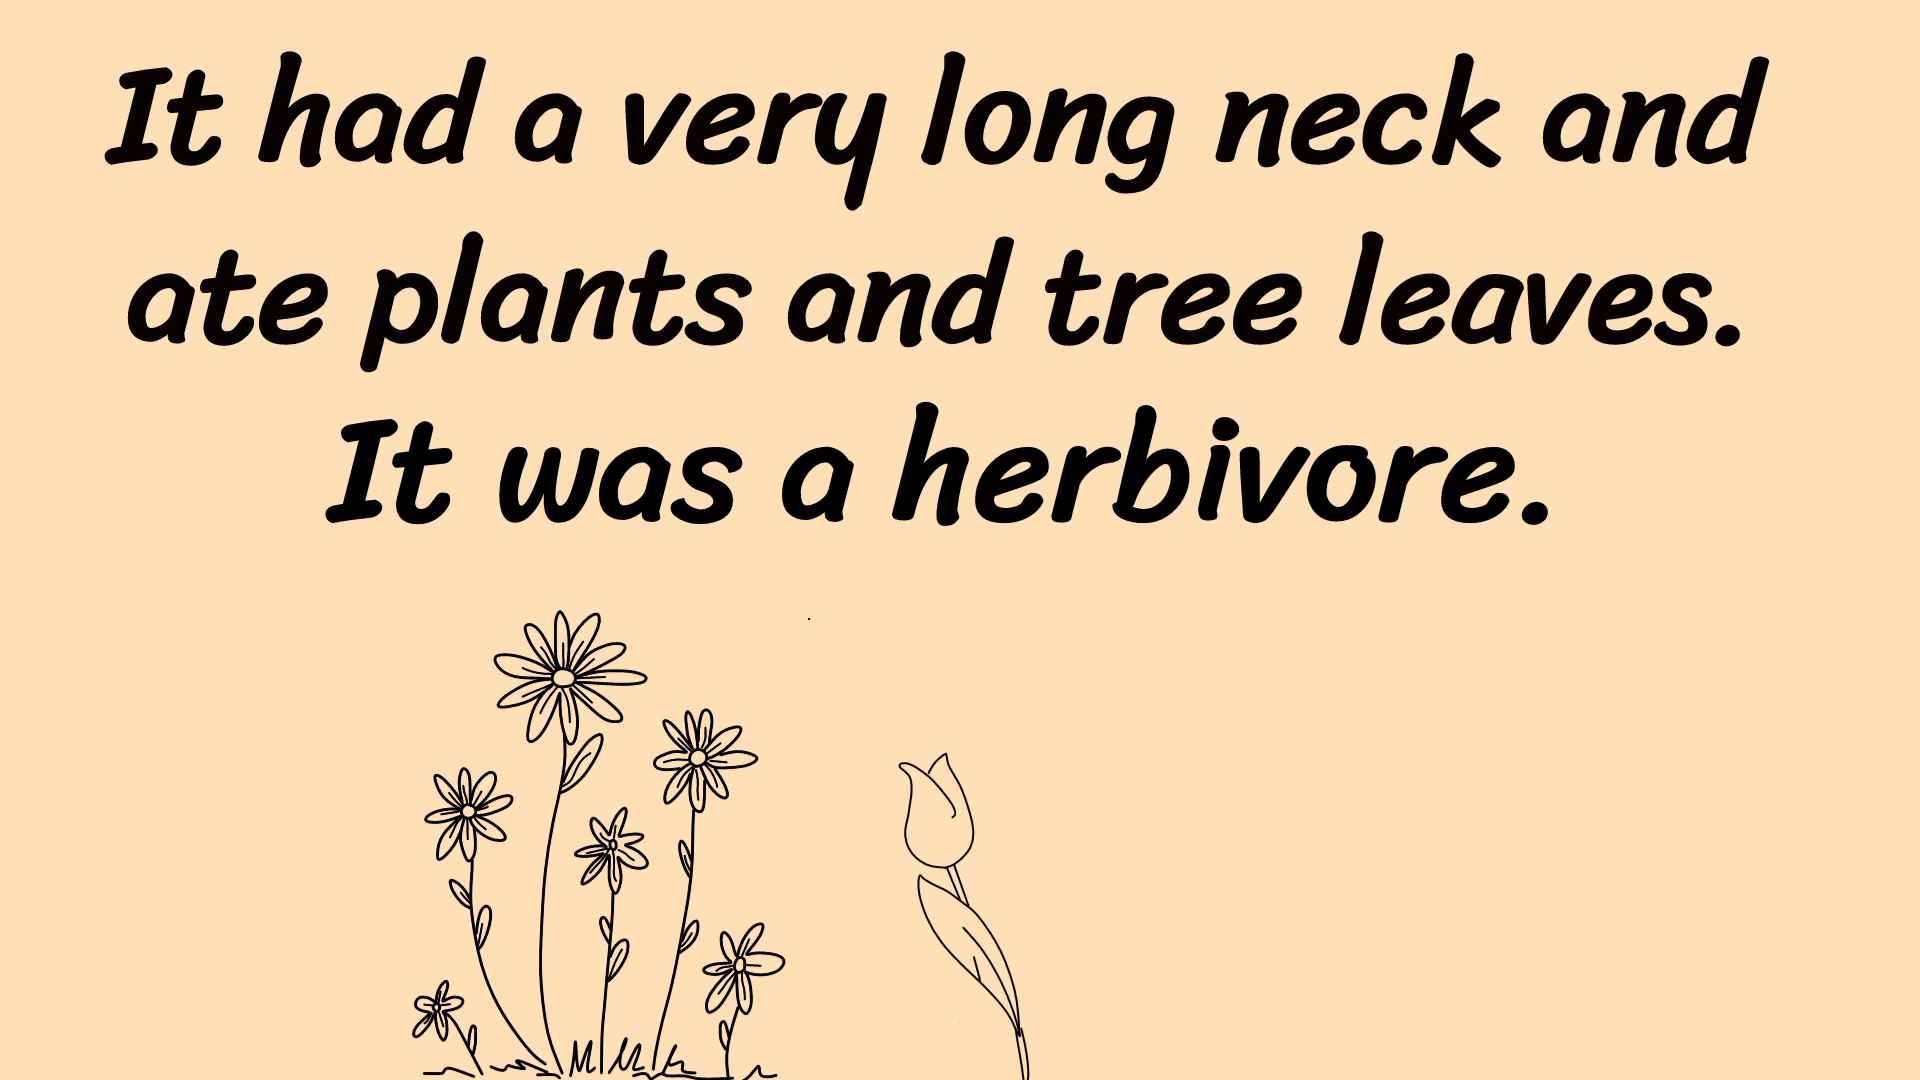 It had a very long neck and
ate plants and tree leaves.
It was a herbivore.